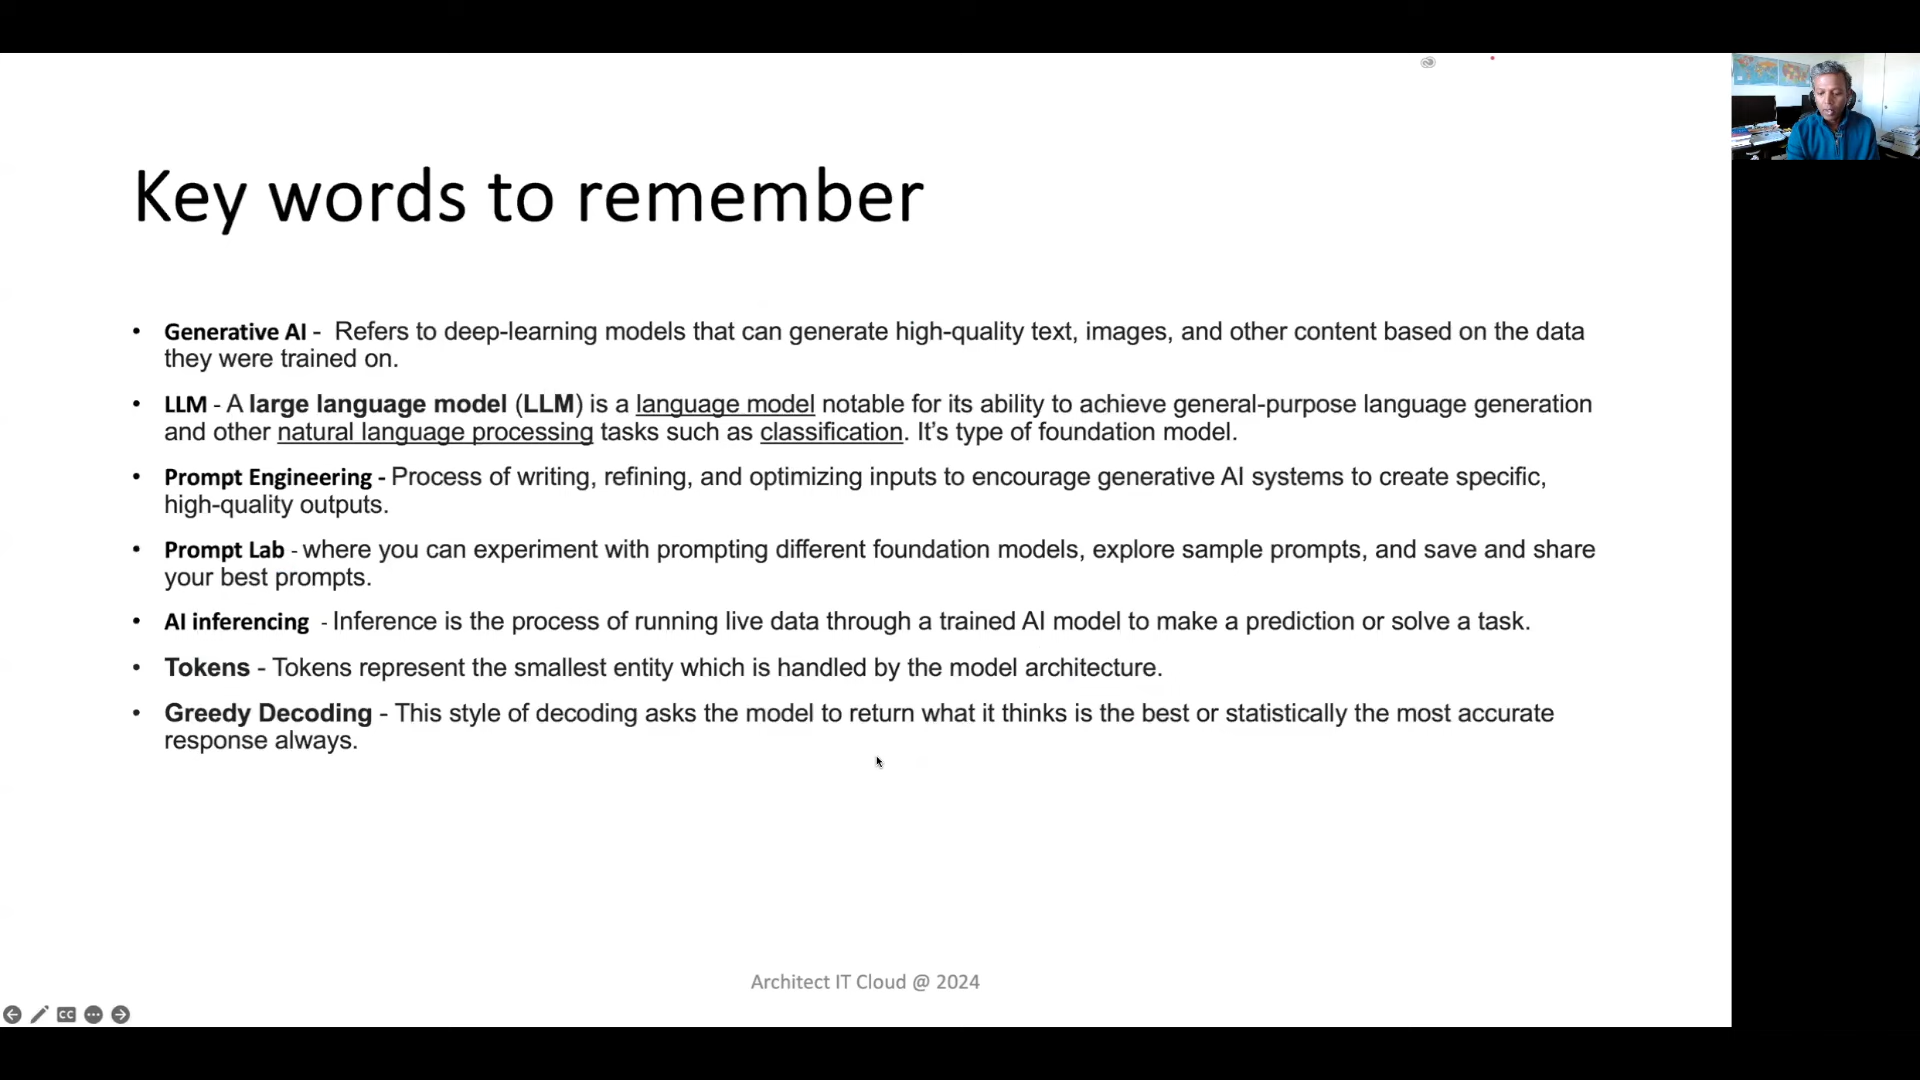 Key words to remember
• Generative AI - Refers to deep-learning models that can generate high-quality text, images, and other content based on the data
they were trained on.
• LLM - A large language model (LLM) is a language model notable for its ability to achieve general-purpose language generation
and other natural language processing tasks such as classification. It’s type of foundation model.
• Prompt Engineering - Process of writing, refining, and optimizing inputs to encourage generative AI systems to create specific,
high-quality outputs.
• Prompt Lab - where you can experiment with prompting different foundation models, explore sample prompts, and save and share
your best prompts.
• AI inferencing - Inference is the process of running live data through a trained AI model to make a prediction or solve a task.
• Tokens - Tokens represent the smallest entity which is handled by the model architecture.
• Greedy Decoding - This style of decoding asks the model to return what it thinks is the best or statistically the most accurate
response always.
Architect IT Cloud @ 2024
CC